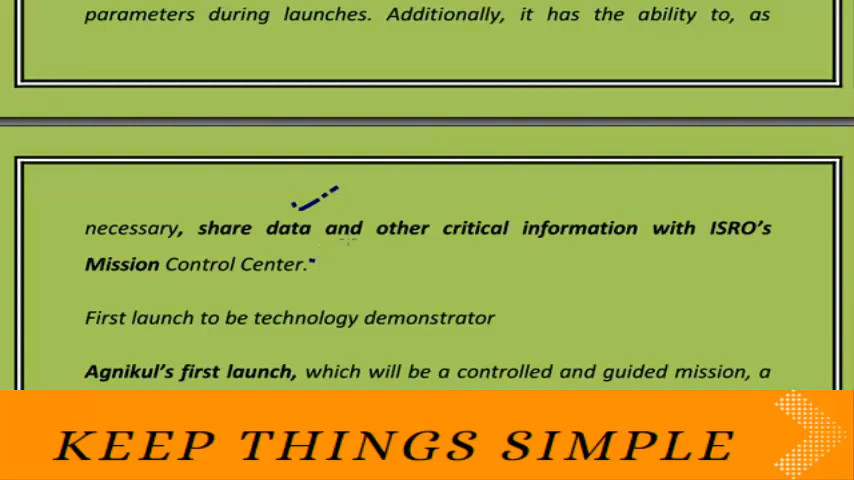 parameters during launches. Additionally, it has the ability to, as
necessary, share data and other critical information with ISRO’s
Mission Control Center.
First launch to be technology demonstrator
Agnikul’s first launch, which will be a controlled and guided mission, a
KEEP THINGS SIMPLE